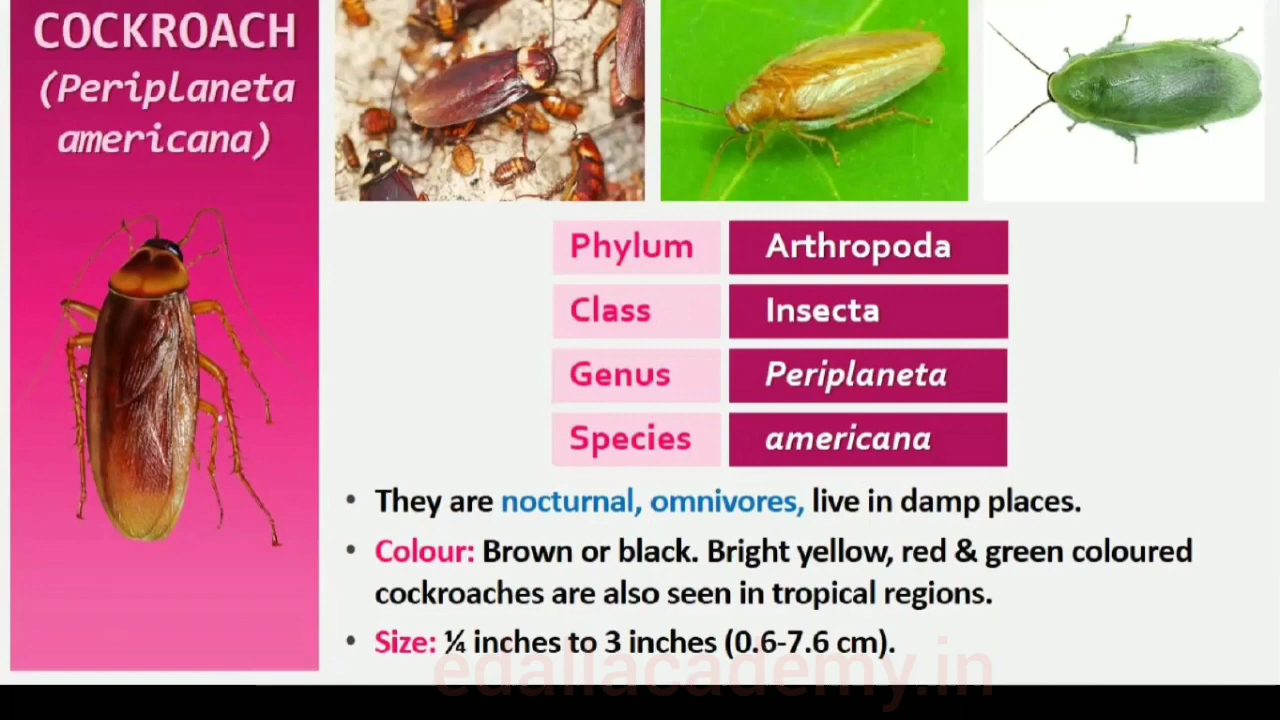 COCKROACH
(Periplaneta
americana)
Phylum Arthropoda
Class Insecta
Genus Periplaneta
Species americana
• They are nocturnal, omnivores, live in damp places.
• Colour: Brown or black. Bright yellow, red & green coloured
cockroaches are also seen in tropical regions.
• Size: ¼ inches to 3 inches (0.6-7.6 cm).